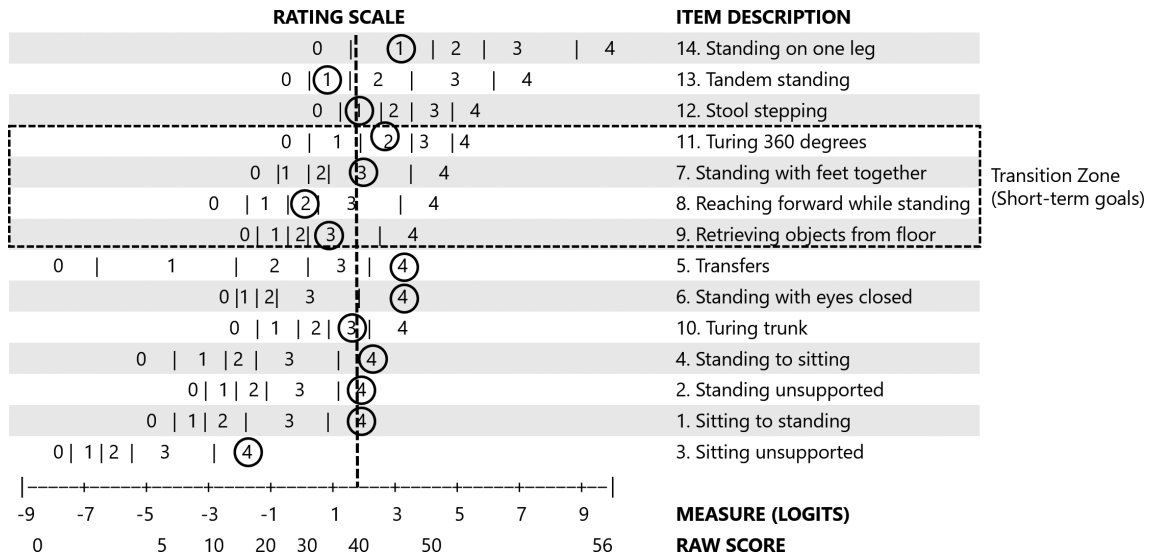 RATING SCALE ITEM DESCRIPTION
0 | 1 | 2 | 3 | 4 14. Standing on one leg
0 | 1 | 2 | 3 | 4 13. Tandem standing
0 | 1 | 2 | 3 | 4 12. Stool stepping
0 | 1 | 2 | 3 | 4 11. Turing 360 degrees
0 | 1 | 2 | 3 | 4 7. Standing with feet together
0 | 1 | 2 | 3 | 4 8. Reaching forward while standing
0 | 1 | 2 | 3 | 4 9. Retrieving objects from floor
Transition Zone
(Short-term goals)
0 | 1 | 2 | 3 | 4 5. Transfers
0 | 1 | 2 | 3 | 4 6. Standing with eyes closed
0 | 1 | 2 | 3 | 4 10. Turing trunk
0 | 1 | 2 | 3 | 4 4. Standing to sitting
0 | 1 | 2 | 3 | 4 2. Standing unsupported
0 | 1 | 2 | 3 | 4 1. Sitting to standing
0 | 1 | 2 | 3 | 4 3. Sitting unsupported
-9 -7 -5 -3 -1 1 3 5 7 9 MEASURE (LOGITS)
0 5 10 20 30 40 50 56 RAW SCORE